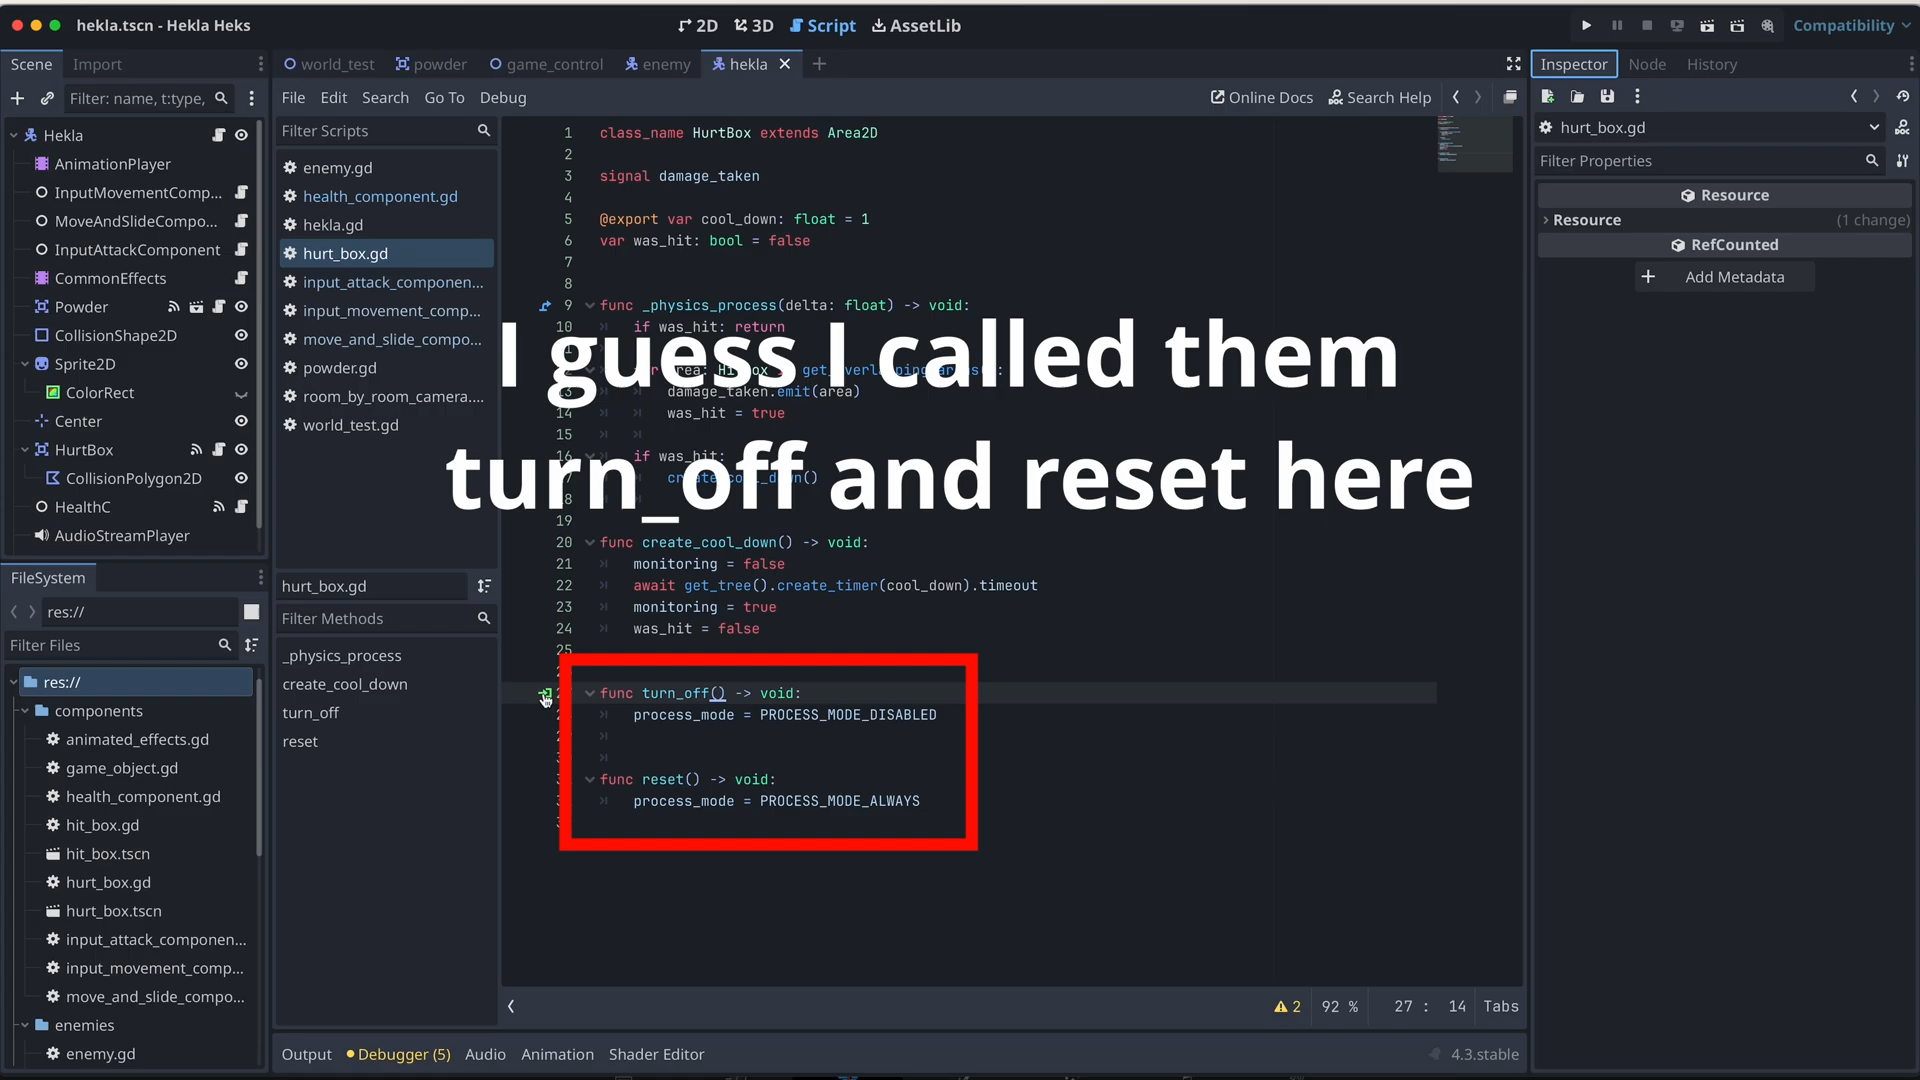 hekla.tscn - Hekla Heks
2D
3D
Script
AssetLib
Compatibility
Scene
Import
world_test
powder
game_control
enemy
hekla
Inspector
Node
History
Filter: name, t:type,
File
Edit
Search
Go To
Debug
Online Docs
Search Help
Hekla
AnimationPlayer
InputMovementComp...
MoveAndSlideCompo...
InputAttackComponent
CommonEffects
Powder
CollisionShape2D
Sprite2D
ColorRect
Center
HurtBox
CollisionPolygon2D
HealthC
AudioStreamPlayer
FileSystem
res://
Filter Files
res://
components
animated_effects.gd
game_object.gd
health_component.gd
hit_box.gd
hit_box.tscn
hurt_box.gd
hurt_box.tscn
input_attack_componen...
input_movement_comp...
move_and_slide_compo...
enemies
enemy.gd
Filter Scripts
enemy.gd
health_component.gd
hekla.gd
hurt_box.gd
input_attack_componen...
input_movement_comp...
move_and_slide_compo...
powder.gd
room_by_room_camera....
world_test.gd
hurt_box.gd
Filter Methods
_physics_process
create_cool_down
turn_off
reset
1 class_name HurtBox extends Area2D
2
3 signal damage_taken
4
5 @export var cool_down: float = 1
6 var was_hit: bool = false
7
8
9 func _physics_process(delta: float) -> void:
10 if was_hit: return
I guess I called them
13 damage_taken.emit(area)
14 was_hit = true
15
16 if was_hit:
turn_off and reset here
19
20 func create_cool_down() -> void:
21 monitoring = false
22 await get_tree().create_timer(cool_down).timeout
23 monitoring = true
24 was_hit = false
25
func turn_off() -> void:
process_mode = PROCESS_MODE_DISABLED
func reset() -> void:
process_mode = PROCESS_MODE_ALWAYS
2
92 %
27 : 14
Tabs
Output
Debugger (5)
Audio
Animation
Shader Editor
4.3.stable
hurt_box.gd
Filter Properties
Resource
Resource
(1 change)
RefCounted
Add Metadata